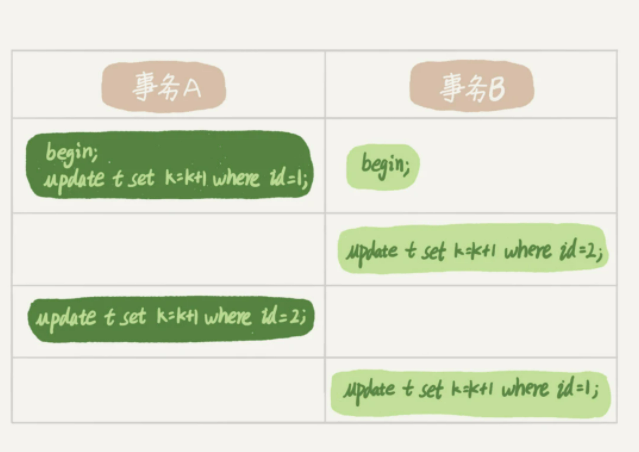 事务A
事务B
begin;
update t set k=k+1 where id=1;
begin;
update t set k=k+1 where id=2;
update t set k=k+1 where id=2;
update t set k=k+1 where id=1;